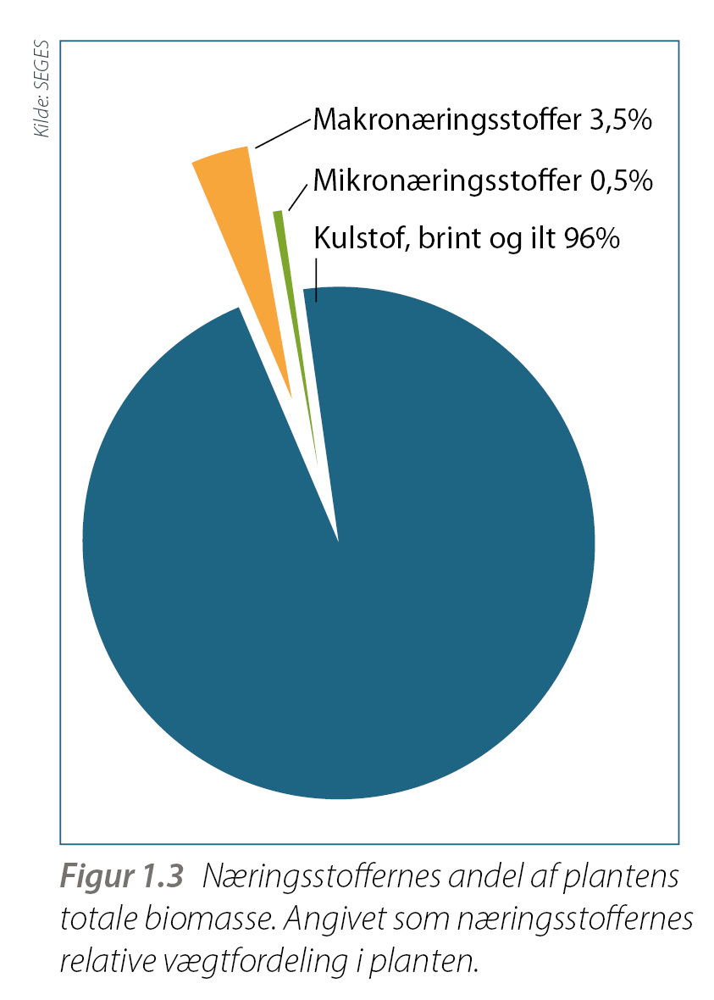 Kilde: SEGES
Makronæringsstoffer 3,5%
Mikronæringsstoffer 0,5%
Kulstof, brint og ilt 96%
Figur 1.3 Næringsstoffernes andel af plantens
totale biomasse. Angivet som næringsstoffernes
relative vægtfordeling i planten.